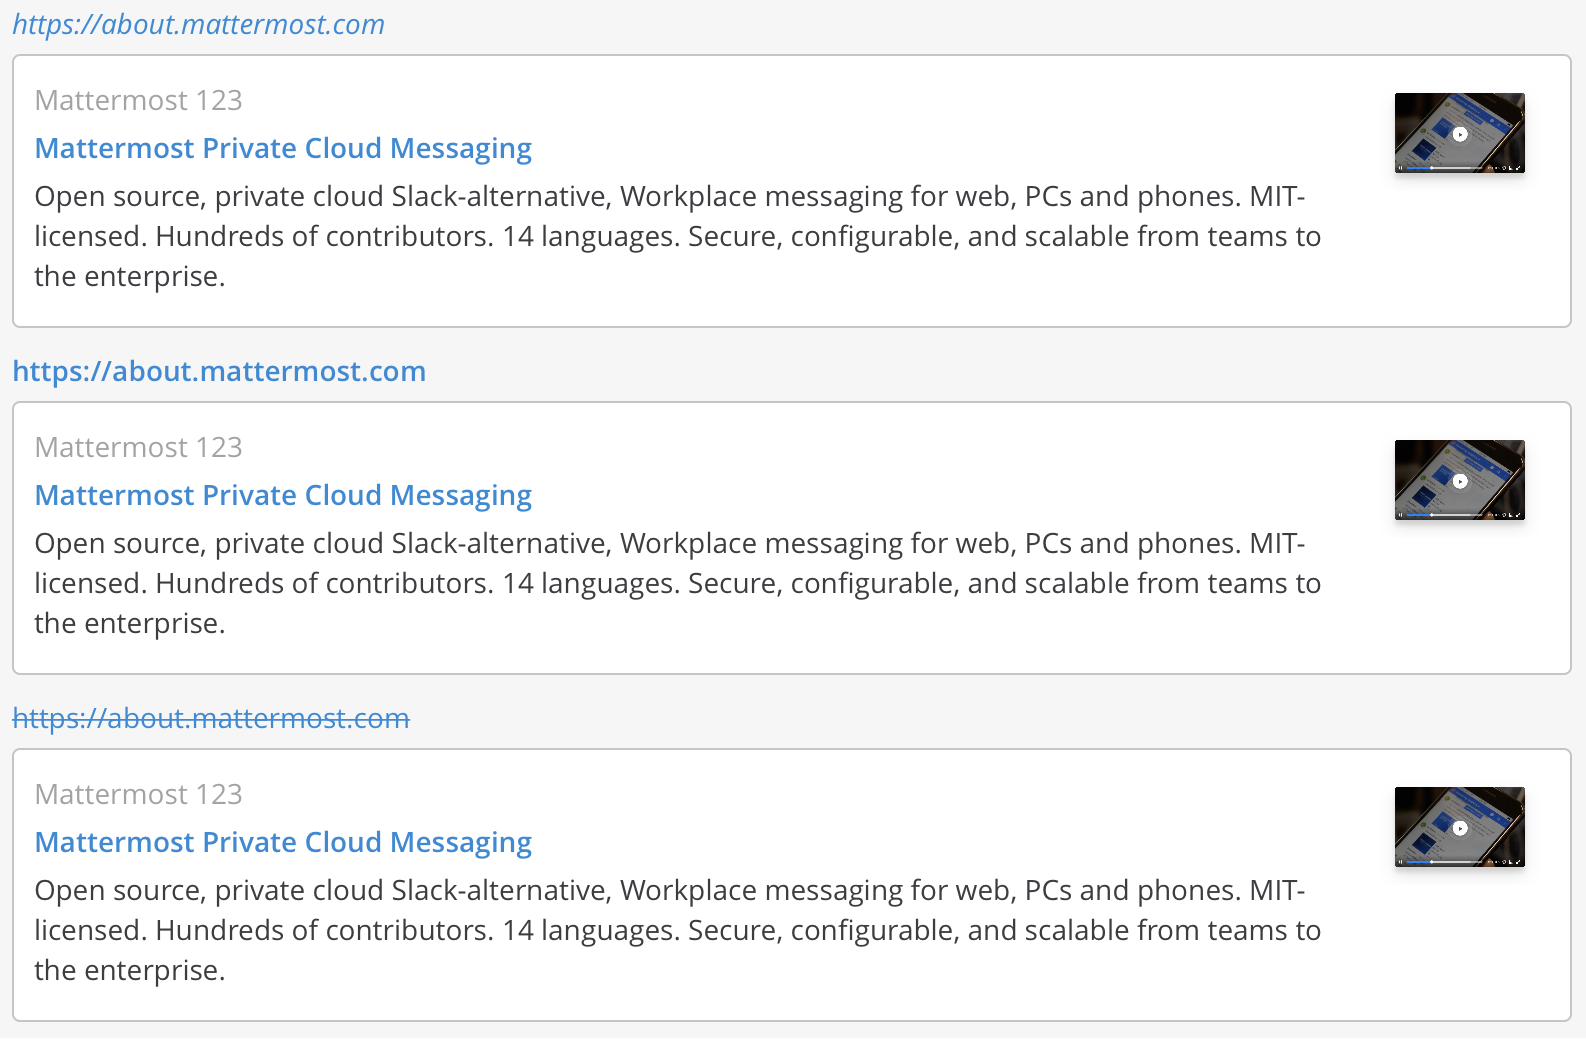 https://about.mattermost.com
Mattermost 123
Mattermost Private Cloud Messaging
Open source, private cloud Slack-alternative, Workplace messaging for web, PCs and phones. MIT-
licensed. Hundreds of contributors. 14 languages. Secure, configurable, and scalable from teams to
the enterprise.
https://about.mattermost.com
Mattermost 123
Mattermost Private Cloud Messaging
Open source, private cloud Slack-alternative, Workplace messaging for web, PCs and phones. MIT-
licensed. Hundreds of contributors. 14 languages. Secure, configurable, and scalable from teams to
the enterprise.
https://about.mattermost.com
Mattermost 123
Mattermost Private Cloud Messaging
Open source, private cloud Slack-alternative, Workplace messaging for web, PCs and phones. MIT-
licensed. Hundreds of contributors. 14 languages. Secure, configurable, and scalable from teams to
the enterprise.